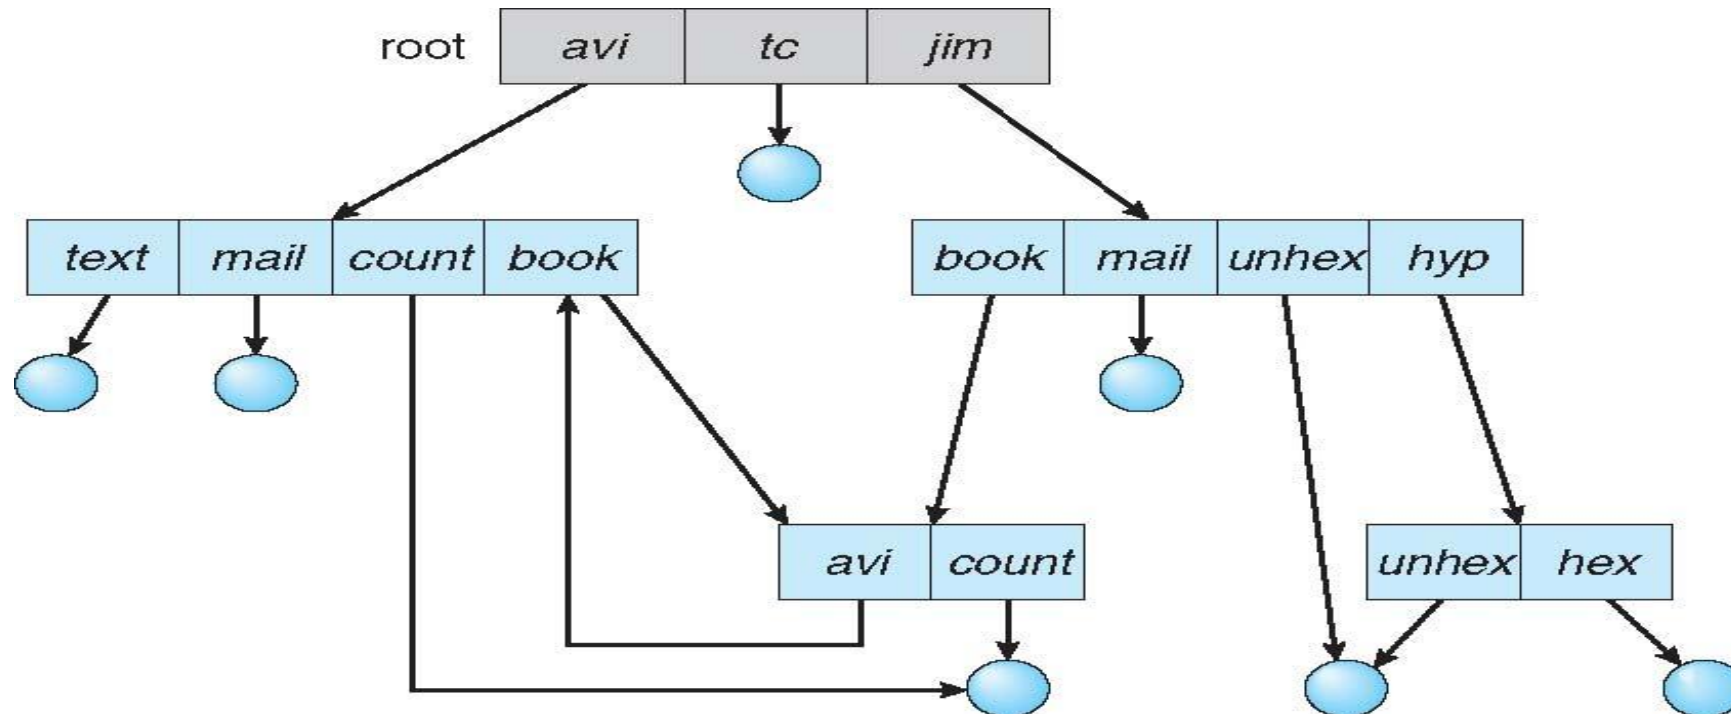 root avi tc jim
text mail count book book mail unhex hyp
avi count unhex hex